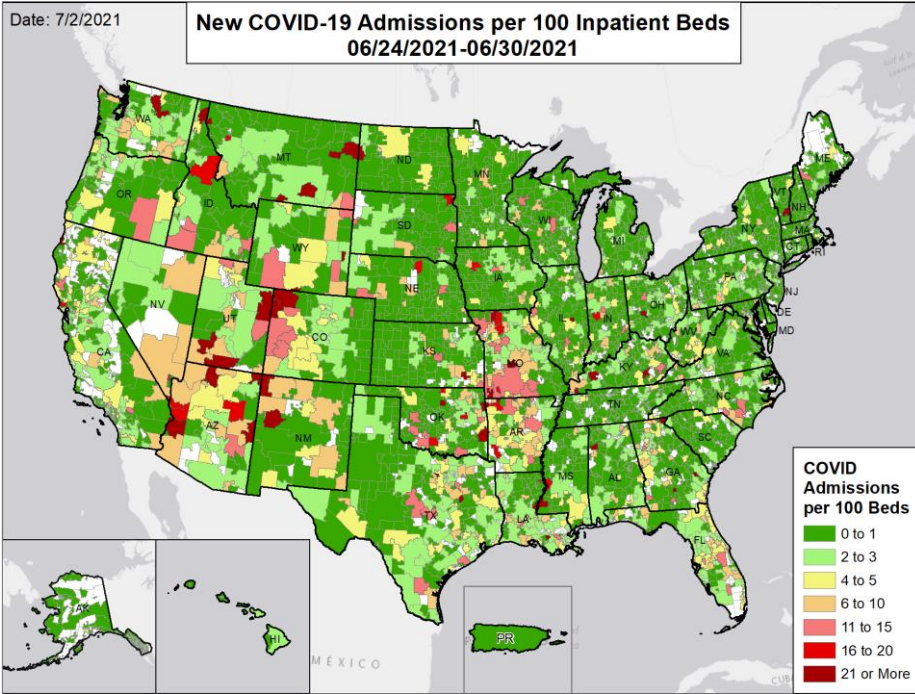 Date: 7/2/2021
New COVID-19 Admissions per 100 Inpatient Beds
06/24/2021-06/30/2021
WA
MT
ND
MN
ME
OR
ID
SD
WI
MI
VT
NH
NY
MA
CT
RI
WY
NE
IA
PA
NJ
NV
UT
CO
IL
IN
OH
DE
MD
WV
VA
CA
KS
MO
KY
AZ
NM
OK
AR
TN
NC
SC
TX
LA
MS
AL
GA
FL
AK
HI
PR
MÉXICO
CUBA
COVID
Admissions
per 100 Beds
0 to 1
2 to 3
4 to 5
6 to 10
11 to 15
16 to 20
21 or More